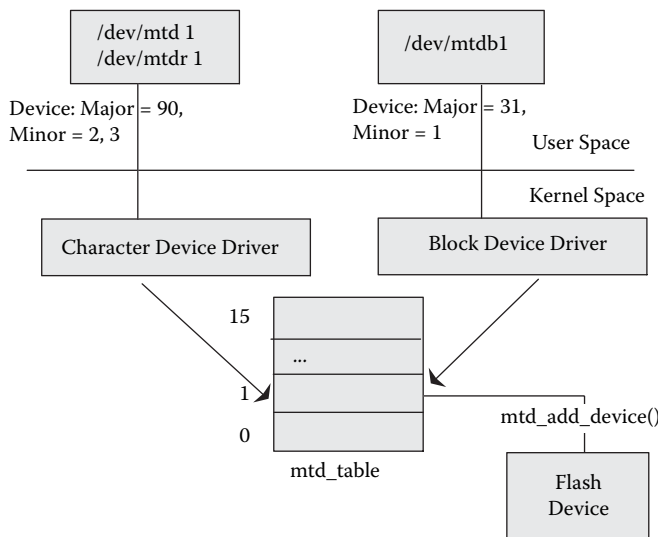 /dev/mtd 1
/dev/mtdr 1
/dev/mtdb1
Device: Major = 90,
Minor = 2, 3
Device: Major = 31,
Minor = 1
User Space
Kernel Space
Character Device Driver
Block Device Driver
15
...
1
0
mtd_table
mtd_add_device()
Flash
Device